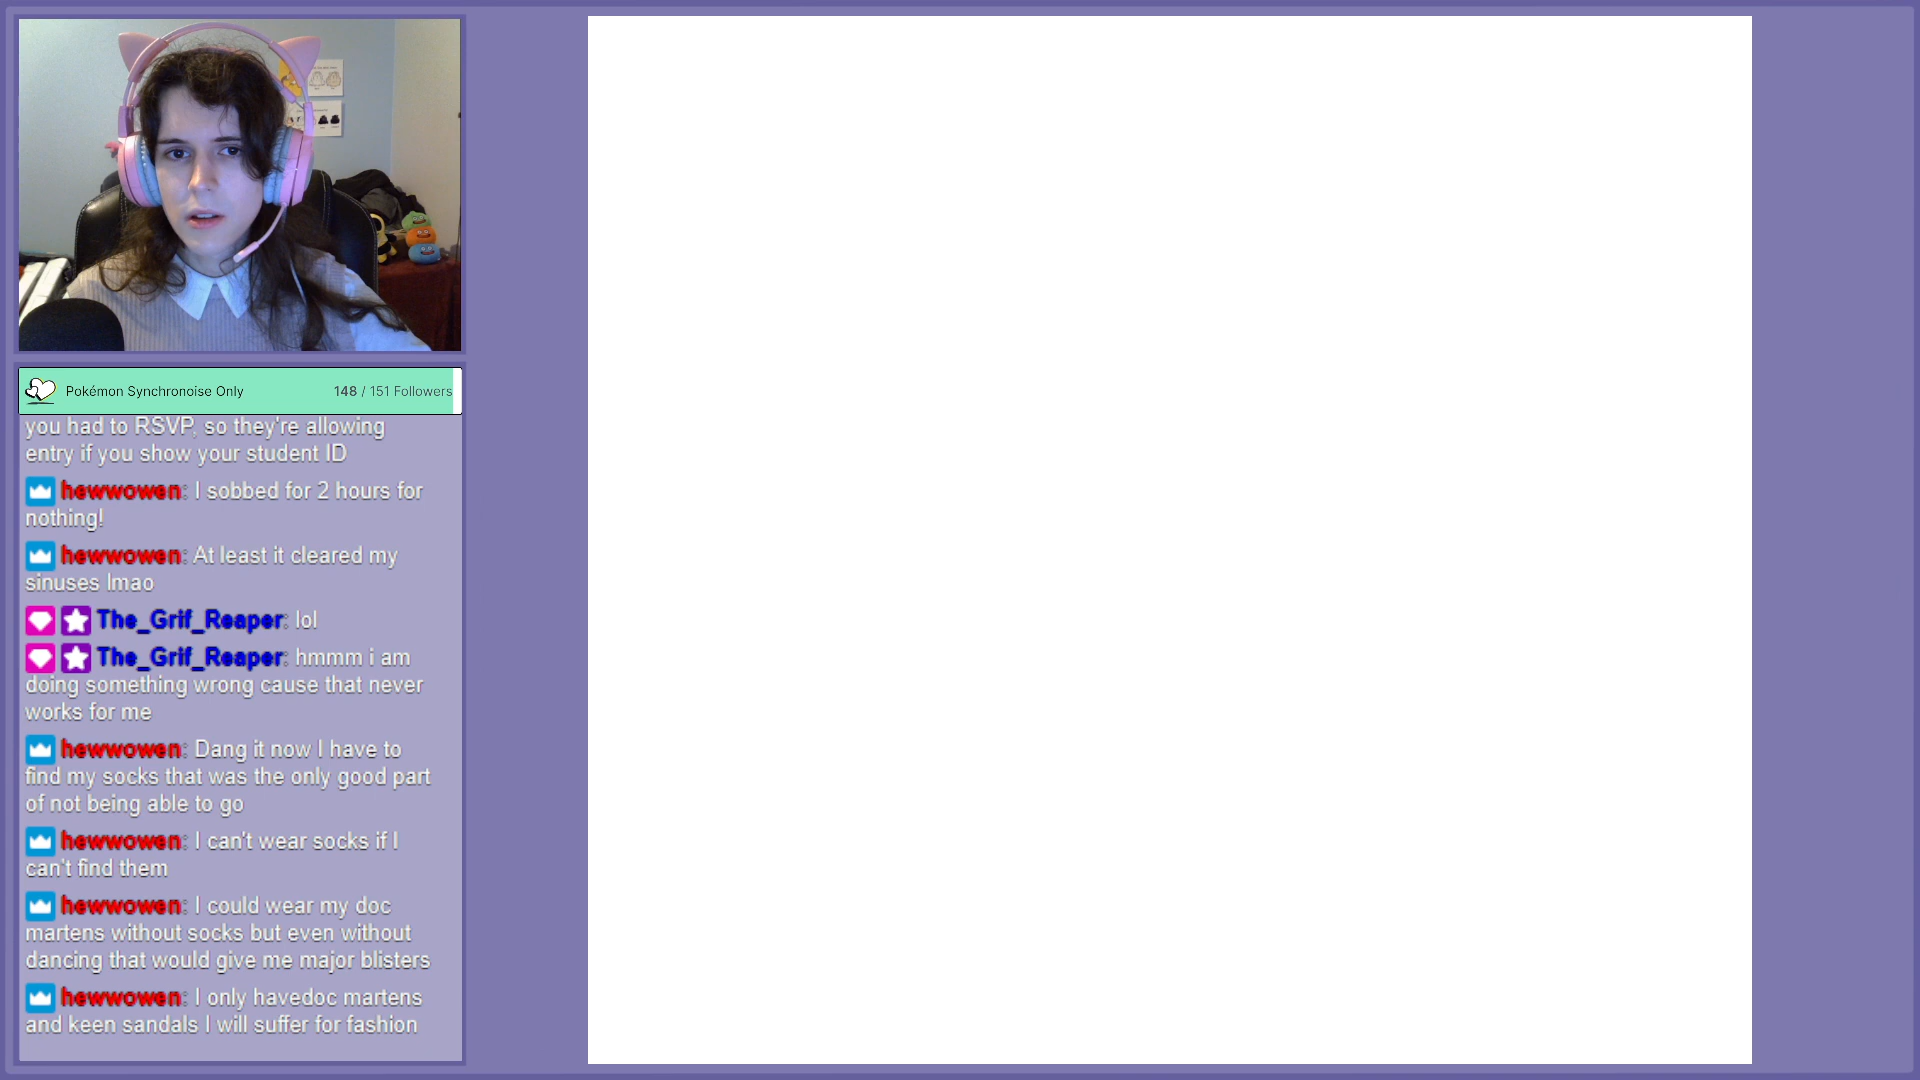 Pokémon Synchronoise Only 148 / 151 Followers
you had to RSVP, so they're allowing
entry if you show your student ID
hewwowen: I sobbed for 2 hours for
nothing!
hewwowen: At least it cleared my
sinuses lmao
The_Grif_Reaper: lol
The_Grif_Reaper: hmmm i am
doing something wrong cause that never
works for me
hewwowen: Dang it now I have to
find my socks that was the only good part
of not being able to go
hewwowen: I can't wear socks if I
can't find them
hewwowen: I could wear my doc
martens without socks but even without
dancing that would give me major blisters
hewwowen: I only havedoc martens
and keen sandals I will suffer for fashion